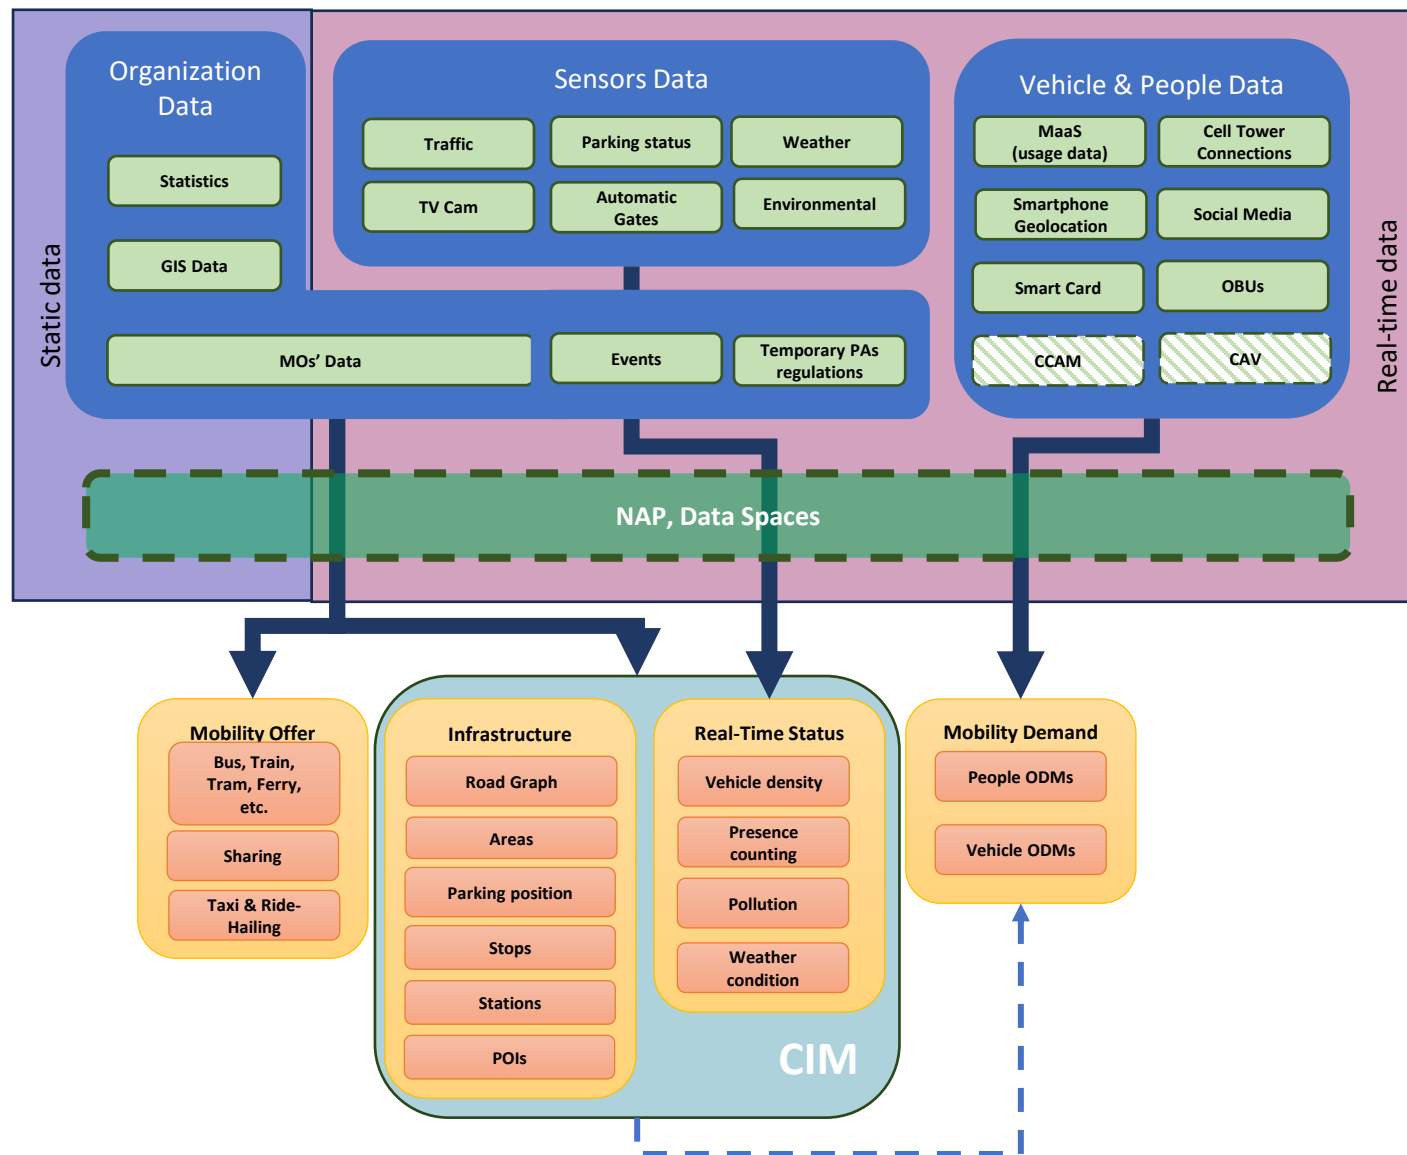 Static data
Organization
Data
Statistics
GIS Data
MOs’ Data
Events
Temporary PAs
regulations
Sensors Data
Traffic
Parking status
Weather
TV Cam
Automatic
Gates
Environmental
Vehicle & People Data
MaaS
(usage data)
Cell Tower
Connections
Smartphone
Geolocation
Social Media
Smart Card
OBUs
CCAM
CAV
Real-time data
NAP, Data Spaces
Mobility Offer
Bus, Train,
Tram, Ferry,
etc.
Sharing
Taxi & Ride-
Hailing
Infrastructure
Road Graph
Areas
Parking position
Stops
Stations
POIs
Real-Time Status
Vehicle density
Presence
counting
Pollution
Weather
condition
CIM
Mobility Demand
People ODMs
Vehicle ODMs